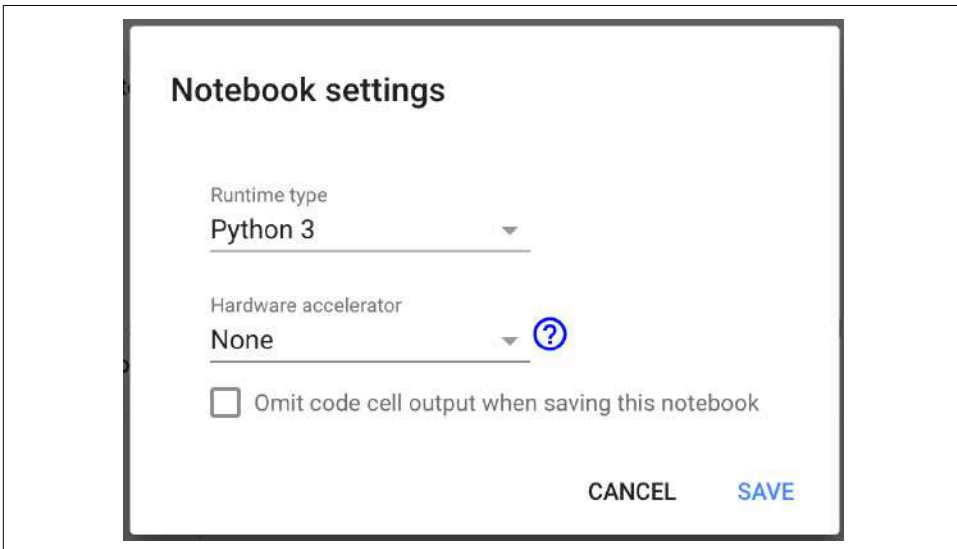 Notebook settings
Runtime type
Python 3
Hardware accelerator
None
Omit code cell output when saving this notebook
CANCEL SAVE